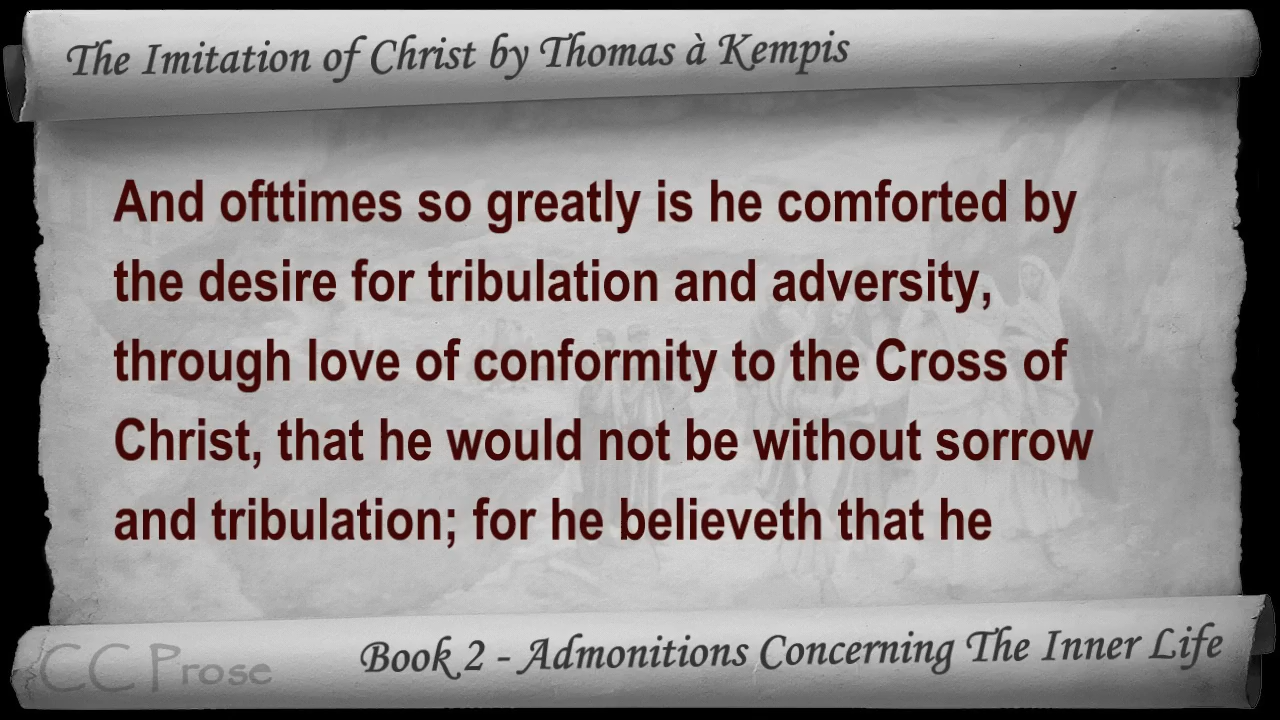 The Imitation of Christ by Thomas à Kempis
And ofttimes so greatly is he comforted by
the desire for tribulation and adversity,
through love of conformity to the Cross of
Christ, that he would not be without sorrow
and tribulation; for he believeth that he
CC Prose
Book 2 - Admonitions Concerning The Inner Life